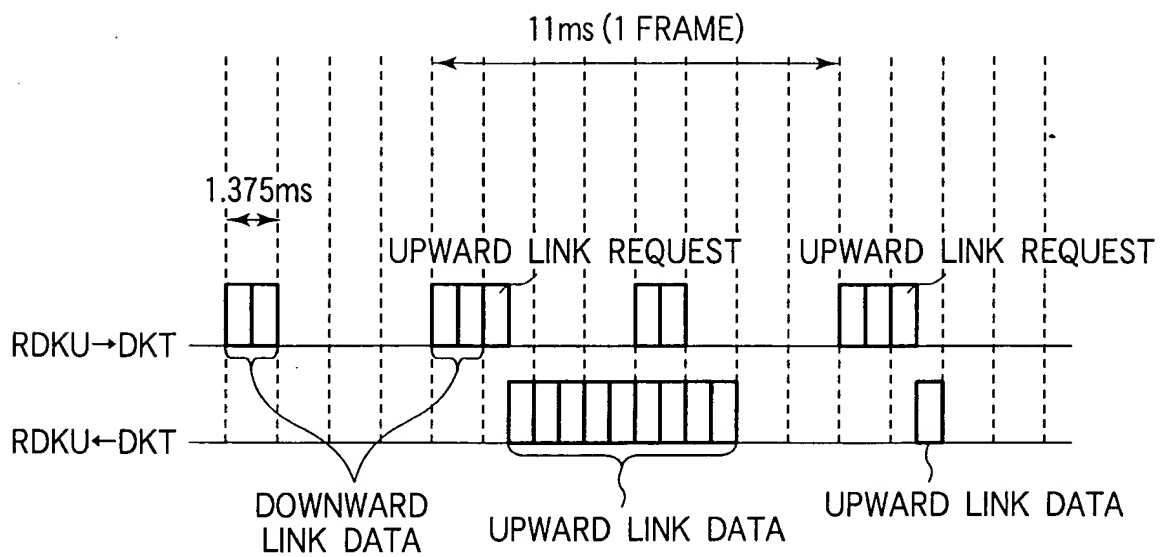 11ms (1 FRAME)
1.375ms
UPWARD LINK REQUEST
UPWARD LINK REQUEST
RDKU→DKT
RDKU←DKT
DOWNWARD
LINK DATA
UPWARD LINK DATA
UPWARD LINK DATA